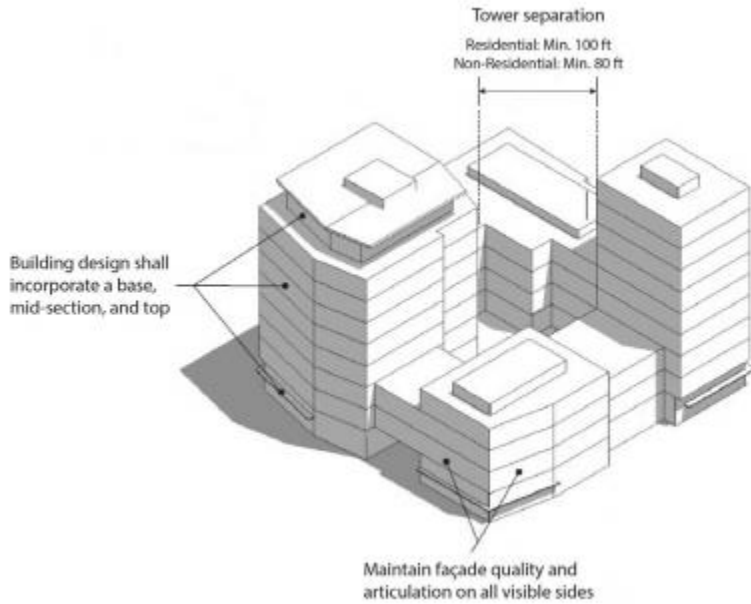 Tower separation
Residential: Min. 100 ft
Non-Residential: Min. 80 ft
Building design shall
incorporate a base,
mid-section, and top
Maintain façade quality and
articulation on all visible sides